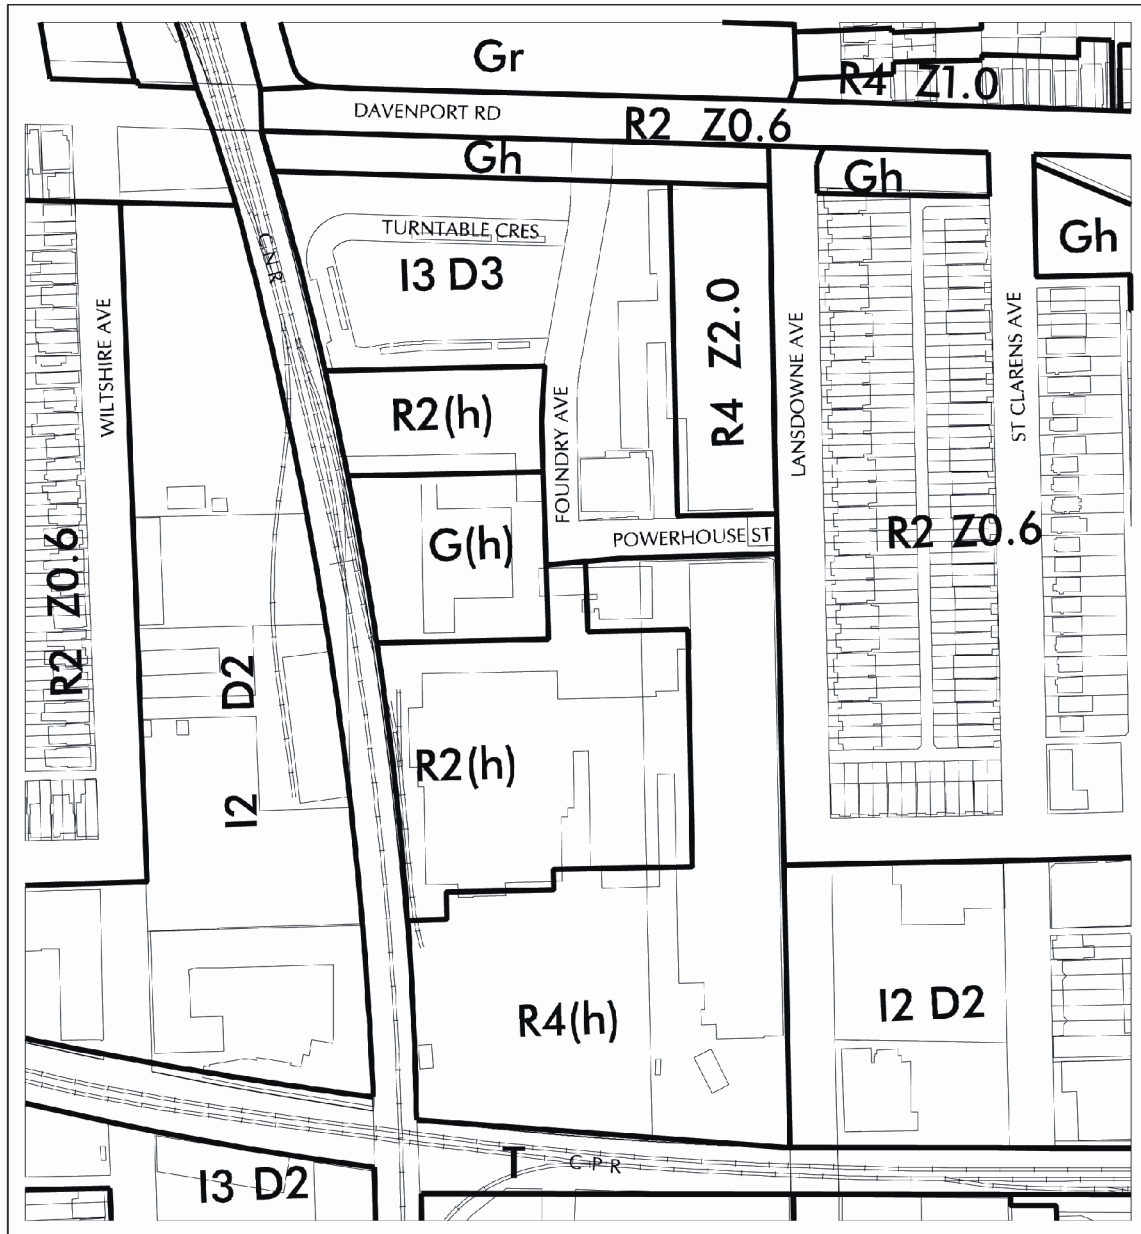 Gr
R4 Z1.0
DAVENPORT RD
R2 Z0.6
Gh
Gh
Gh
TURNTABLE CRES
I3 D3
CNR
WILTSHIRE AVE
R4 Z2.0
LANSDOWNE AVE
ST CLARENS AVE
R2(h)
FOUNDRY AVE
G(h)
POWERHOUSE ST
R2 Z0.6
R2 Z0.6
I2 D2
R2(h)
R4(h)
I2 D2
T
CPR
I3 D2